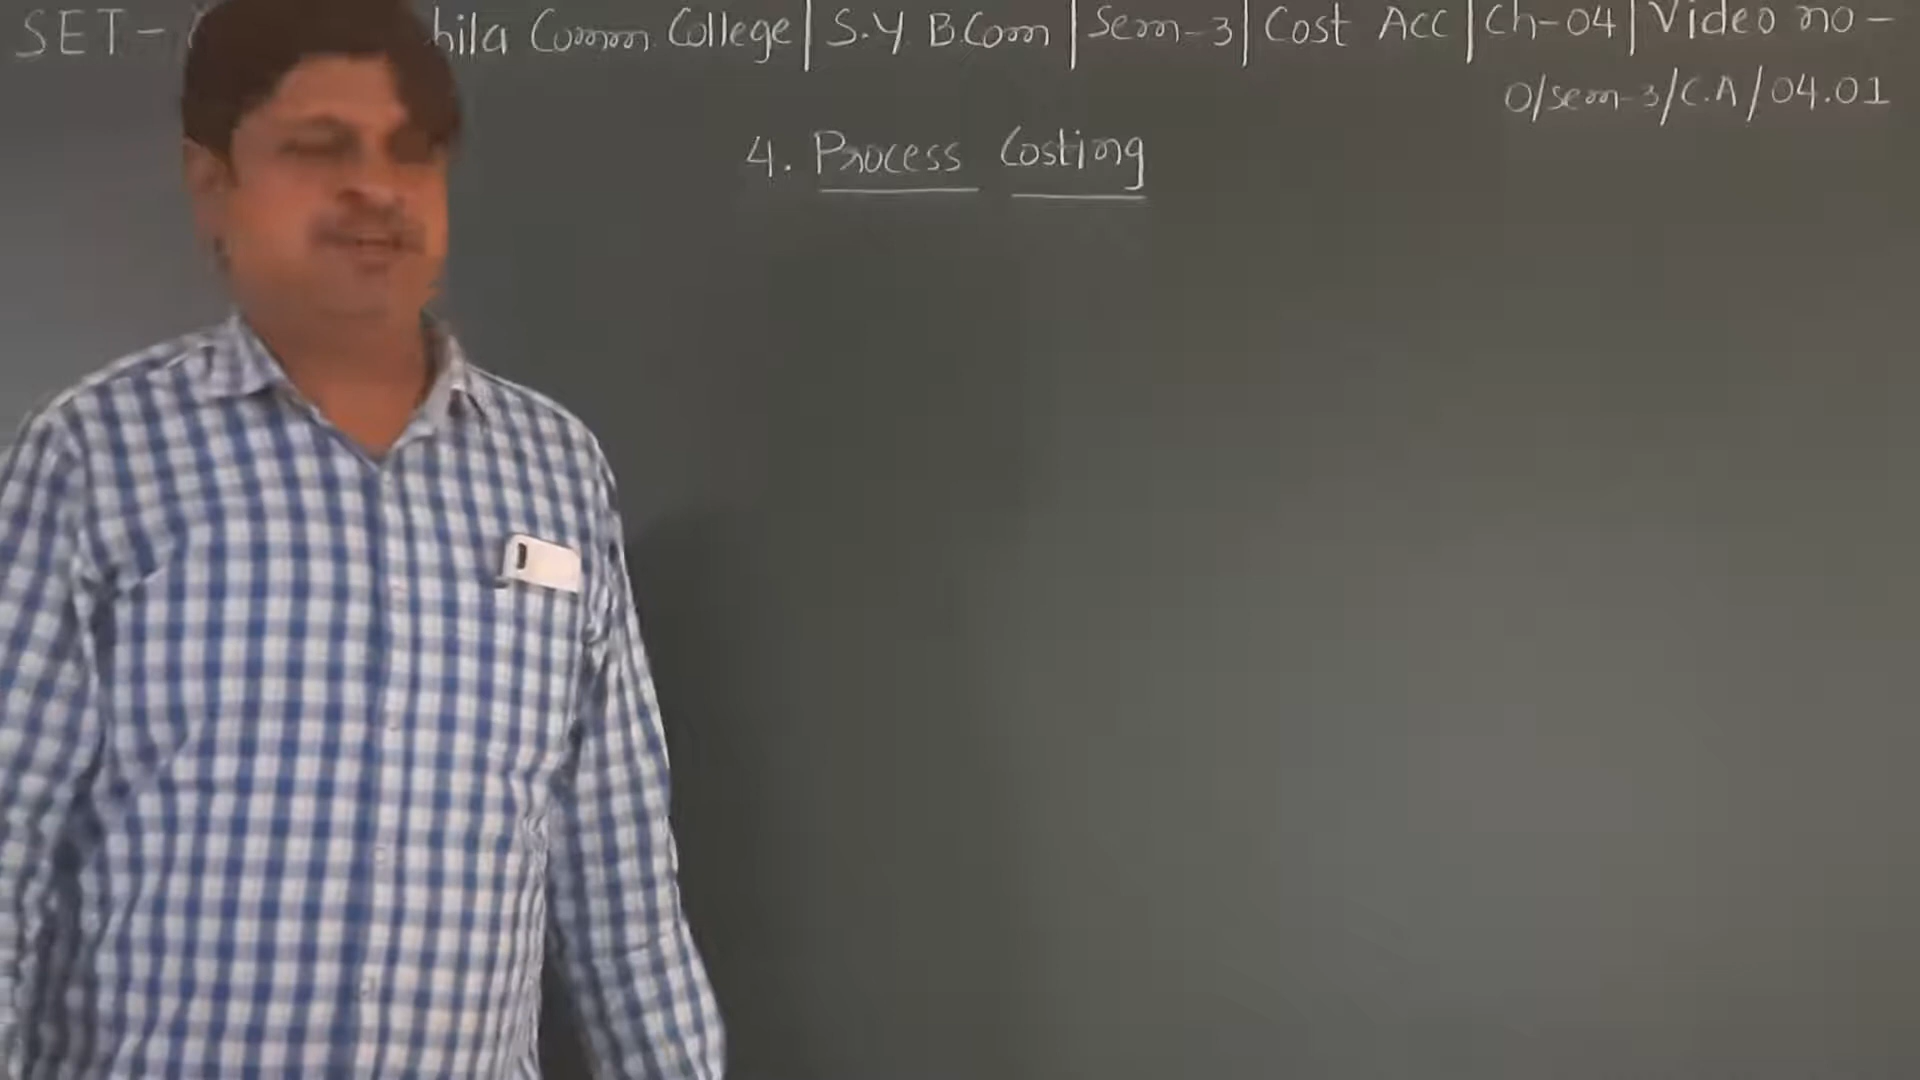 SET- Comm. College | S.Y B.Com | Sem-3 | Cost Acc | Ch-04 | Video no -
0/sem-3/C.A/04.01
4. Process Costing